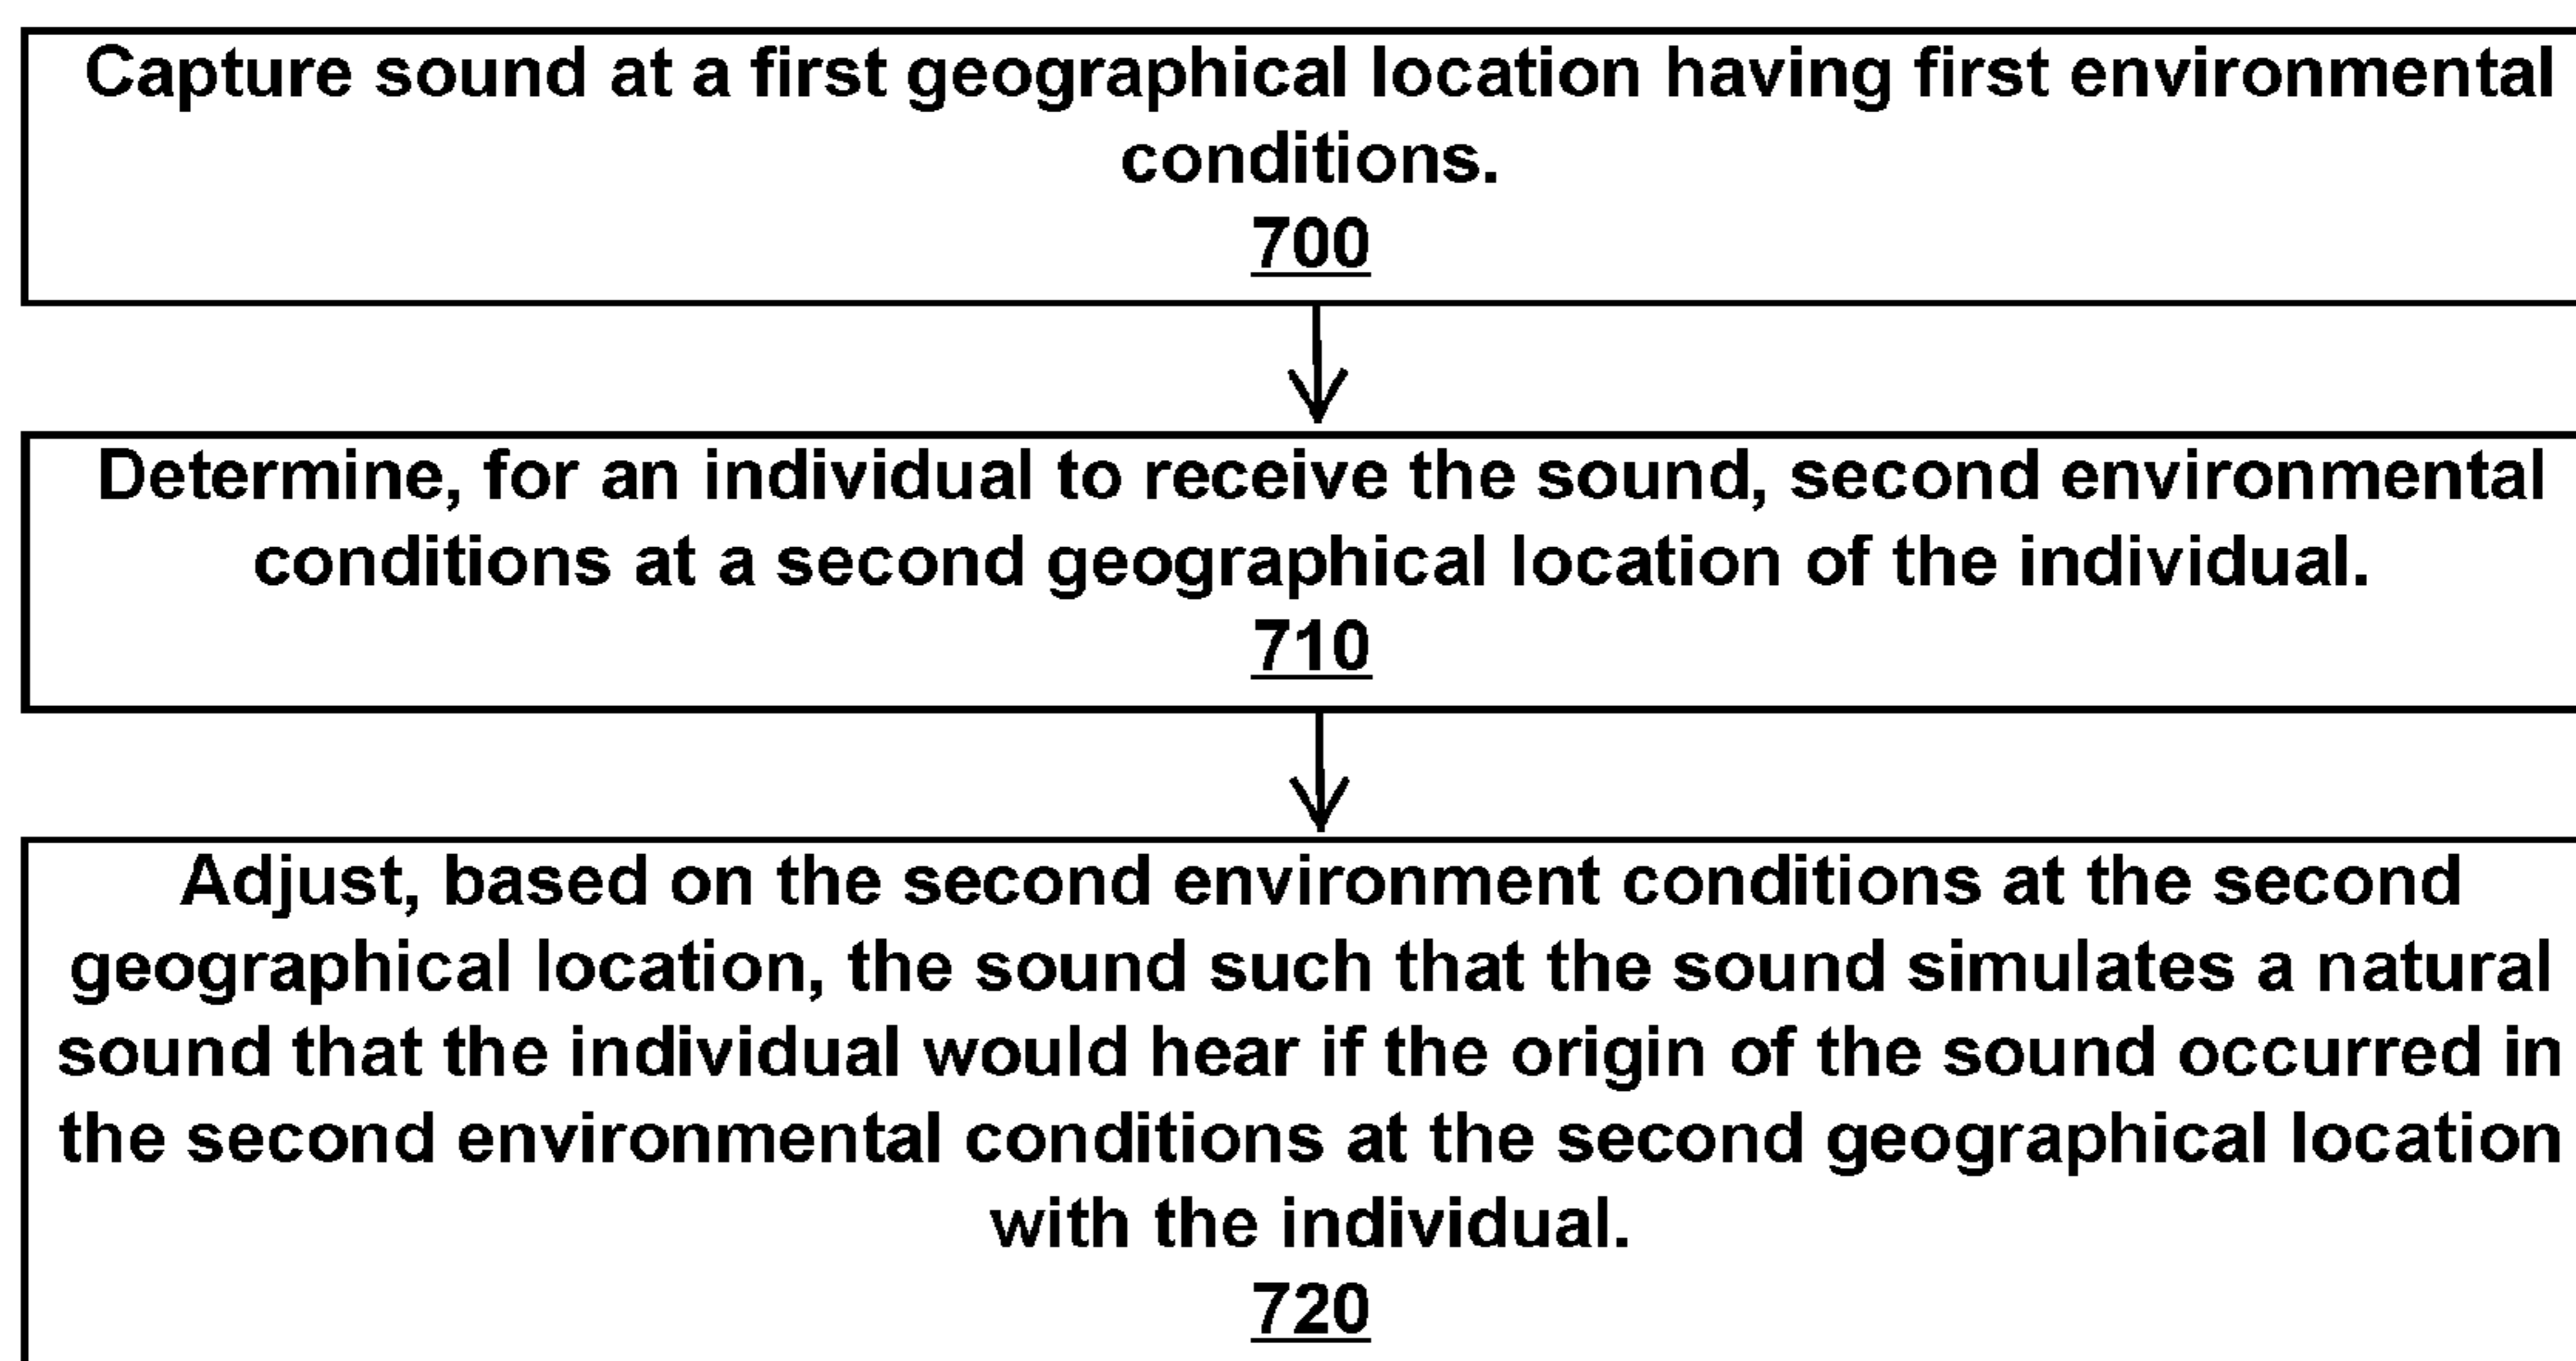 Capture sound at a first geographical location having first environmental
conditions.
700
Determine, for an individual to receive the sound, second environmental
conditions at a second geographical location of the individual.
710
Adjust, based on the second environment conditions at the second
geographical location, the sound such that the sound simulates a natural
sound that the individual would hear if the origin of the sound occurred in
the second environmental conditions at the second geographical location
with the individual.
720